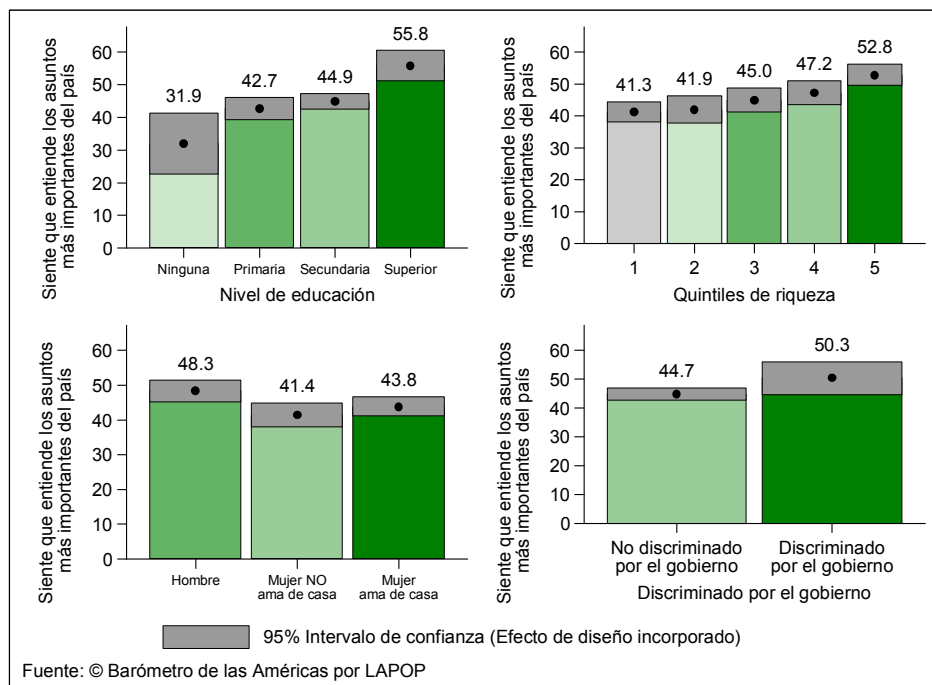 Siente que entiende los asuntos
más importantes del país
60
50
40
30
20
10
0
31.9
42.7
44.9
55.8
Ninguna
Primaria
Secundaria
Superior
Nivel de educación
Siente que entiende los asuntos
más importantes del país
60
50
40
30
20
10
0
41.3
41.9
45.0
47.2
52.8
1
2
3
4
5
Quintiles de riqueza
Siente que entiende los asuntos
más importantes del país
60
50
40
30
20
10
0
48.3
41.4
43.8
Hombre
Mujer NO
ama de casa
Mujer
ama de casa
Siente que entiende los asuntos
más importantes del país
60
50
40
30
20
10
0
44.7
50.3
No discriminado
por el gobierno
Discriminado
por el gobierno
Discriminado por el gobierno
95% Intervalo de confianza (Efecto de diseño incorporado)
Fuente: © Barómetro de las Américas por LAPOP